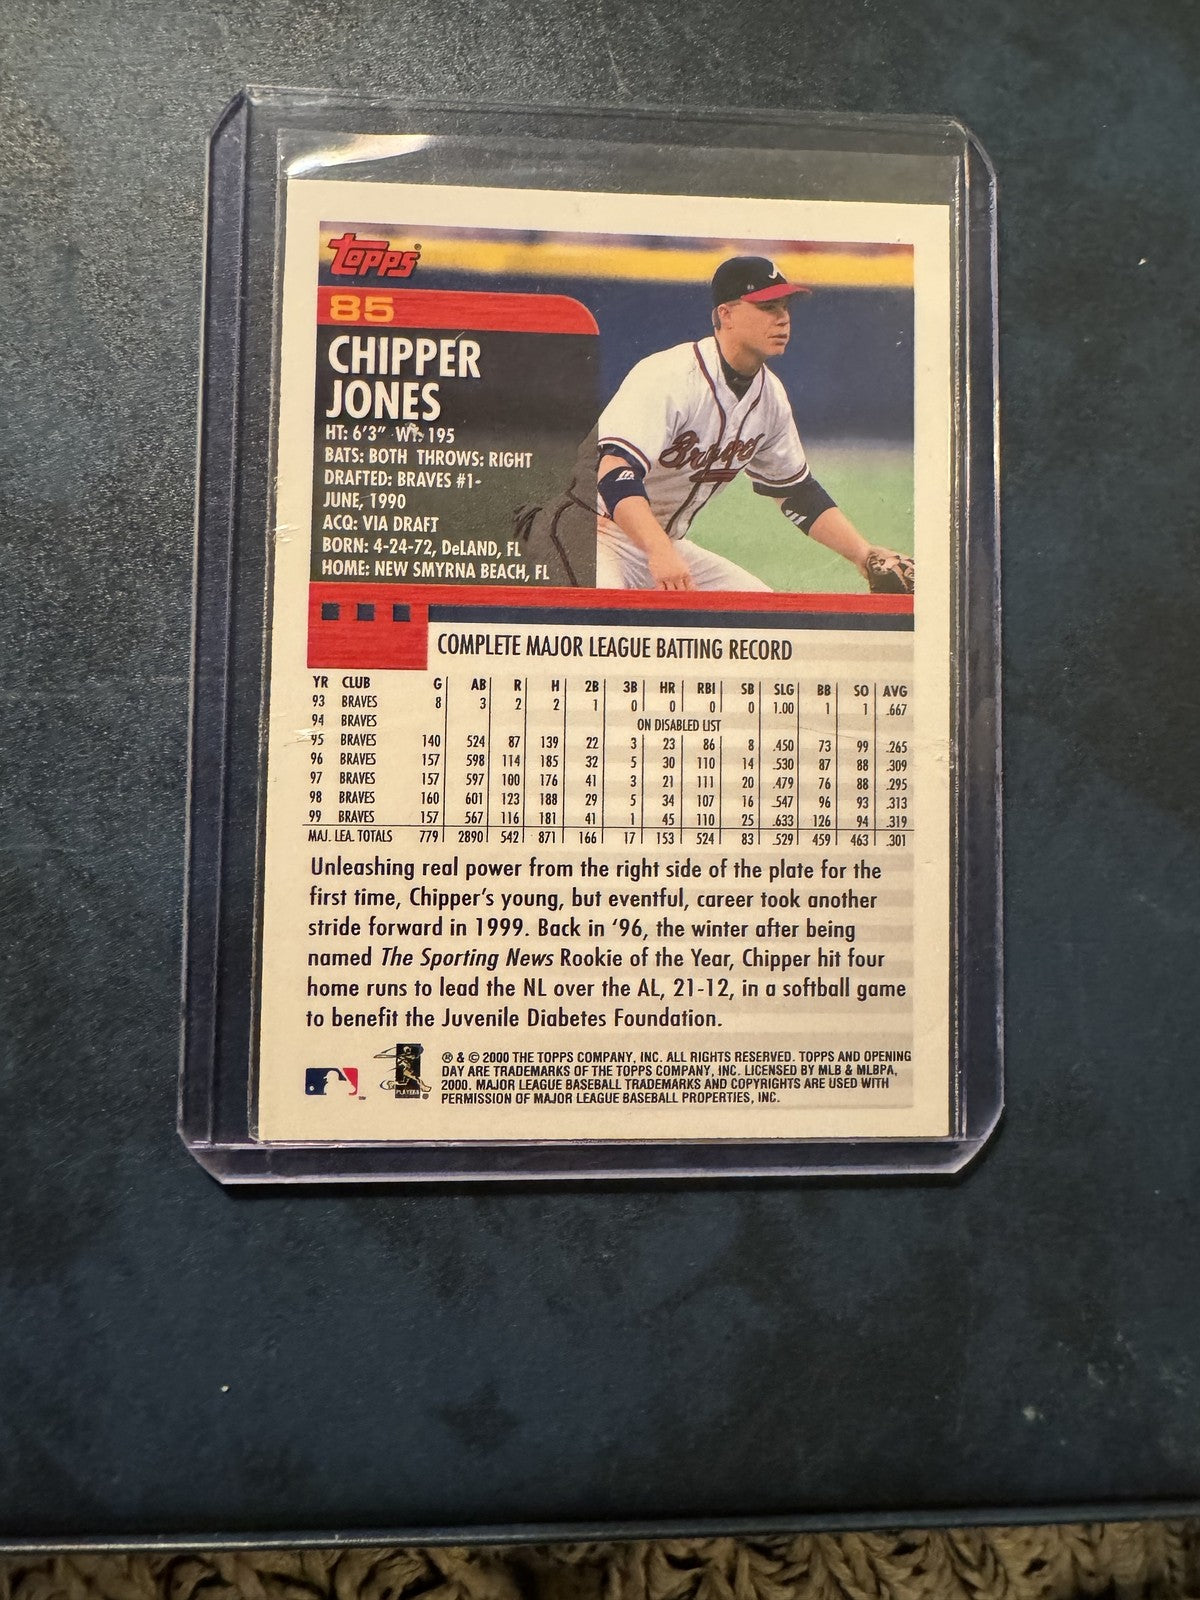 Topps®
85
CHIPPER
JONES
HT: 6'3" WT: 195
BATS: BOTH THROWS: RIGHT
DRAFTED: BRAVES #1-
JUNE, 1990
ACQ: VIA DRAFT
BORN: 4-24-72, DeLAND, FL
HOME: NEW SMYRNA BEACH, FL
Braves
COMPLETE MAJOR LEAGUE BATTING RECORD
YR CLUB G AB R H 2B 3B HR RBI SB SLG BB SO AVG
93 BRAVES 8 3 2 2 1 0 0 0 0 1.00 1 1 .667
94 BRAVES ON DISABLED LIST
95 BRAVES 140 524 87 139 22 3 23 86 8 .450 73 99 .265
96 BRAVES 157 598 114 185 32 5 30 110 14 .530 87 88 .309
97 BRAVES 157 597 100 176 41 3 21 111 20 .479 76 88 .295
98 BRAVES 160 601 123 188 29 5 34 107 16 .547 96 93 .313
99 BRAVES 157 567 116 181 41 1 45 110 25 .633 126 94 .319
MAJ. LEA. TOTALS 779 2890 542 871 166 17 153 524 83 .529 459 463 .301
Unleashing real power from the right side of the plate for the
first time, Chipper's young, but eventful, career took another
stride forward in 1999. Back in '96, the winter after being
named The Sporting News Rookie of the Year, Chipper hit four
home runs to lead the NL over the AL, 21-12, in a softball game
to benefit the Juvenile Diabetes Foundation.
PLAYERS
® & © 2000 THE TOPPS COMPANY, INC. ALL RIGHTS RESERVED. TOPPS AND OPENING
DAY ARE TRADEMARKS OF THE TOPPS COMPANY, INC. LICENSED BY MLB & MLBPA,
2000. MAJOR LEAGUE BASEBALL TRADEMARKS AND COPYRIGHTS ARE USED WITH
PERMISSION OF MAJOR LEAGUE BASEBALL PROPERTIES, INC.